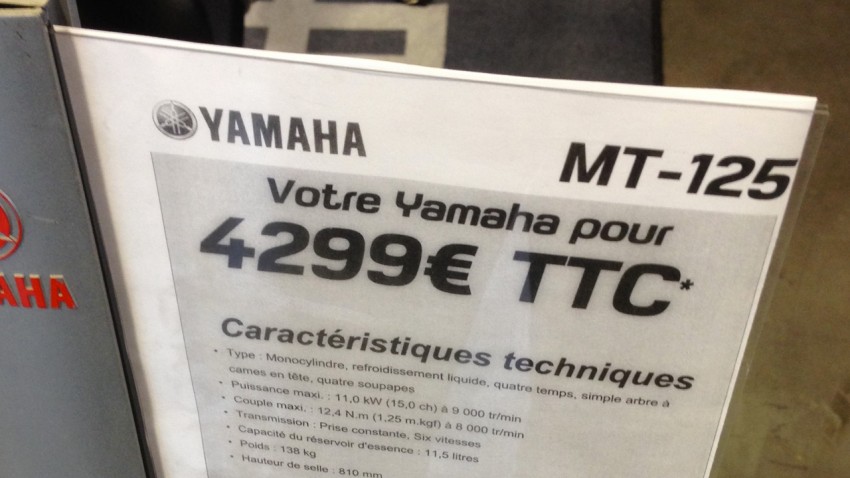 YAMAHA
MT-125
Votre Yamaha pour
4299€ TTC*
Caractéristiques techniques
• Type : Monocylindre, refroidissement liquide, quatre temps, simple arbre à
cames en tête, quatre soupapes
• Puissance maxi. : 11,0 kW (15,0 ch) à 9 000 tr/min
• Couple maxi. : 12,4 N.m (1,25 m.kgf) à 8 000 tr/min
• Transmission : Prise constante, Six vitesses
• Capacité du réservoir d'essence : 11,5 litres
• Poids : 138 kg
• Hauteur de selle : 810 mm
AHA